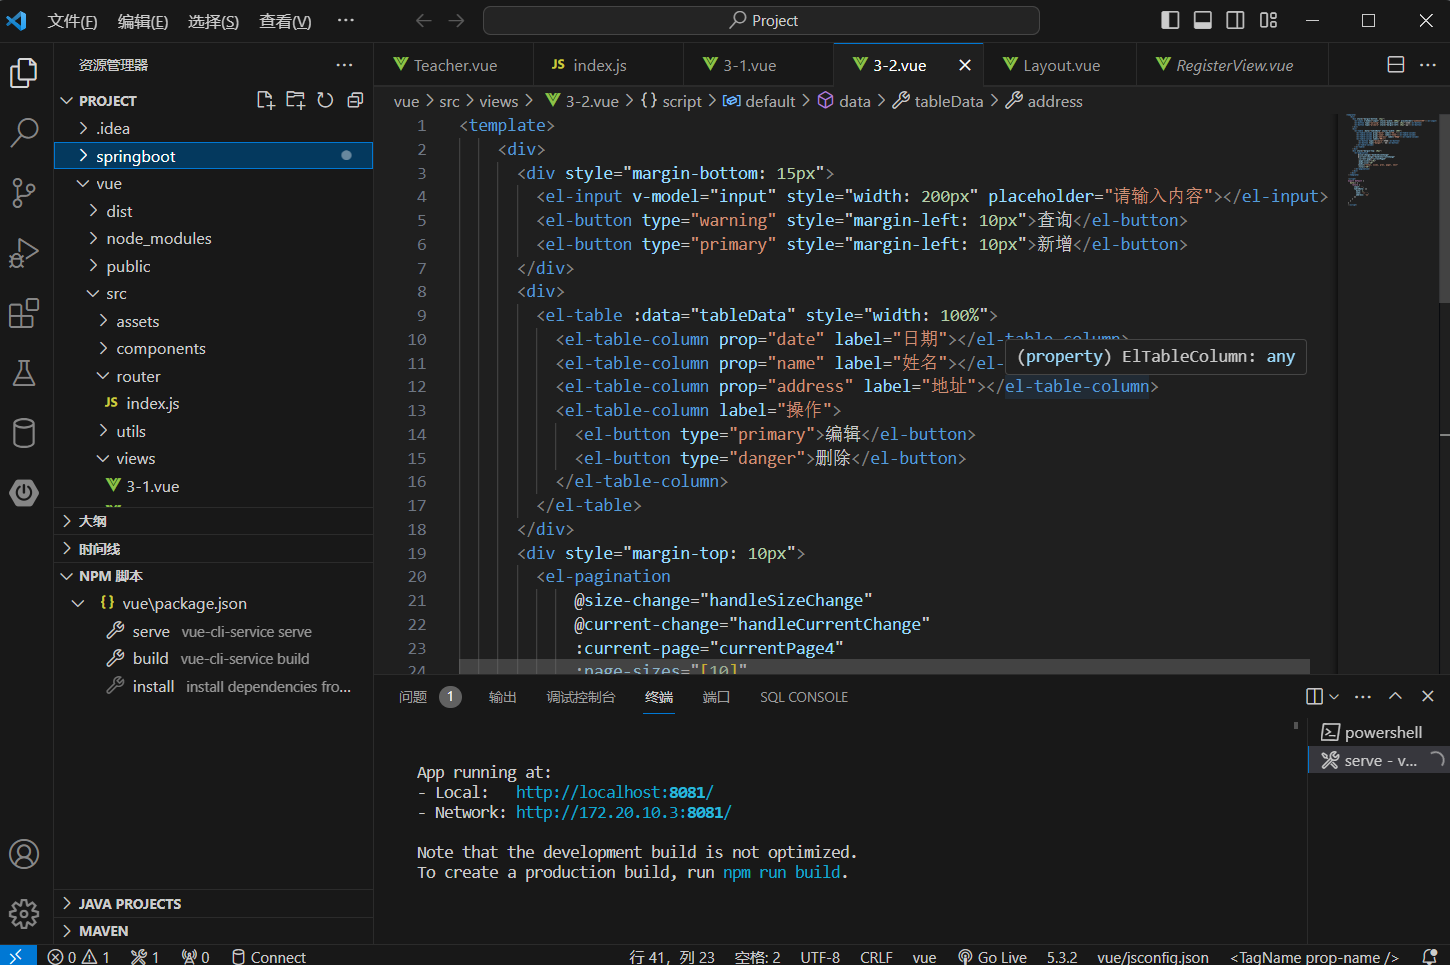 文件(F) 编辑(E) 选择(S) 查看(V) ··· Project
资源管理器
PROJECT
.idea
springboot
vue
dist
node_modules
public
src
assets
components
router
JS index.js
utils
views
3-1.vue
大纲
时间线
NPM 脚本
{} vue\package.json
serve vue-cli-service serve
build vue-cli-service build
install install dependencies fro...
JAVA PROJECTS
MAVEN
Teacher.vue JS index.js 3-1.vue 3-2.vue Layout.vue RegisterView.vue
vue > src > views > 3-2.vue > {} script > default > data > tableData > address
1 <template>
2 <div>
3 <div style="margin-bottom: 15px">
4 <el-input v-model="input" style="width: 200px" placeholder="请输入内容"></el-input>
5 <el-button type="warning" style="margin-left: 10px">查询</el-button>
6 <el-button type="primary" style="margin-left: 10px">新增</el-button>
7 </div>
8 <div>
9 <el-table :data="tableData" style="width: 100%">
10 <el-table-column prop="date" label="日期"></el-table-column>
(property) ElTableColumn: any
11 <el-table-column prop="name" label="姓名"></el-
12 <el-table-column prop="address" label="地址"></el-table-column>
13 <el-table-column label="操作">
14 <el-button type="primary">编辑</el-button>
15 <el-button type="danger">删除</el-button>
16 </el-table-column>
17 </el-table>
18 </div>
19 <div style="margin-top: 10px">
20 <el-pagination
21 @size-change="handleSizeChange"
22 @current-change="handleCurrentChange"
23 :current-page="currentPage4"
24 :page-sizes="[10]"
问题 1 输出 调试控制台 终端 端口 SQL CONSOLE
powershell
serve - v...
App running at:
- Local: http://localhost:8081/
- Network: http://172.20.10.3:8081/
Note that the development build is not optimized.
To create a production build, run npm run build.
0 1 1 0 Connect 行 41，列 23 空格: 2 UTF-8 CRLF vue Go Live 5.3.2 vue/jsconfig.json <TagName prop-name />